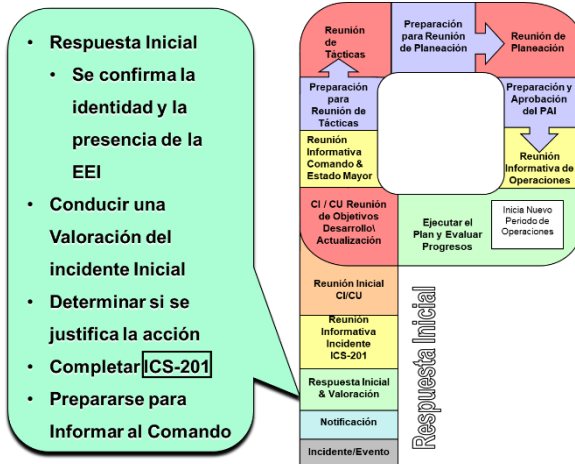 • Respuesta Inicial
• Se confirma la
identidad y la
presencia de la
EEI
• Conducir una
Valoración del
incidente Inicial
• Determinar si se
justifica la acción
• Completar ICS-201
• Prepararse para
Informar al Comando
Reunión
de
Tácticas
Preparación
para Reunión
de Planeación
Reunión de
Planeación
Preparación
para
Reunión de
Tácticas
Preparación y
Aprobación
del PAI
Reunión
Informativa
Comando &
Estado Mayor
Reunión
Informativa de
Operaciones
CI / CU Reunión
de Objetivos
Desarrollo\
Actualización
Ejecutar el
Plan y Evaluar
Progresos
Inicia Nuevo
Periodo de
Operaciones
Reunión Inicial
CI/CU
Reunión
Informativa
Incidente
ICS-201
Respuesta Inicial
& Valoración
Notificación
Incidente/Evento
Respuesta Inicial